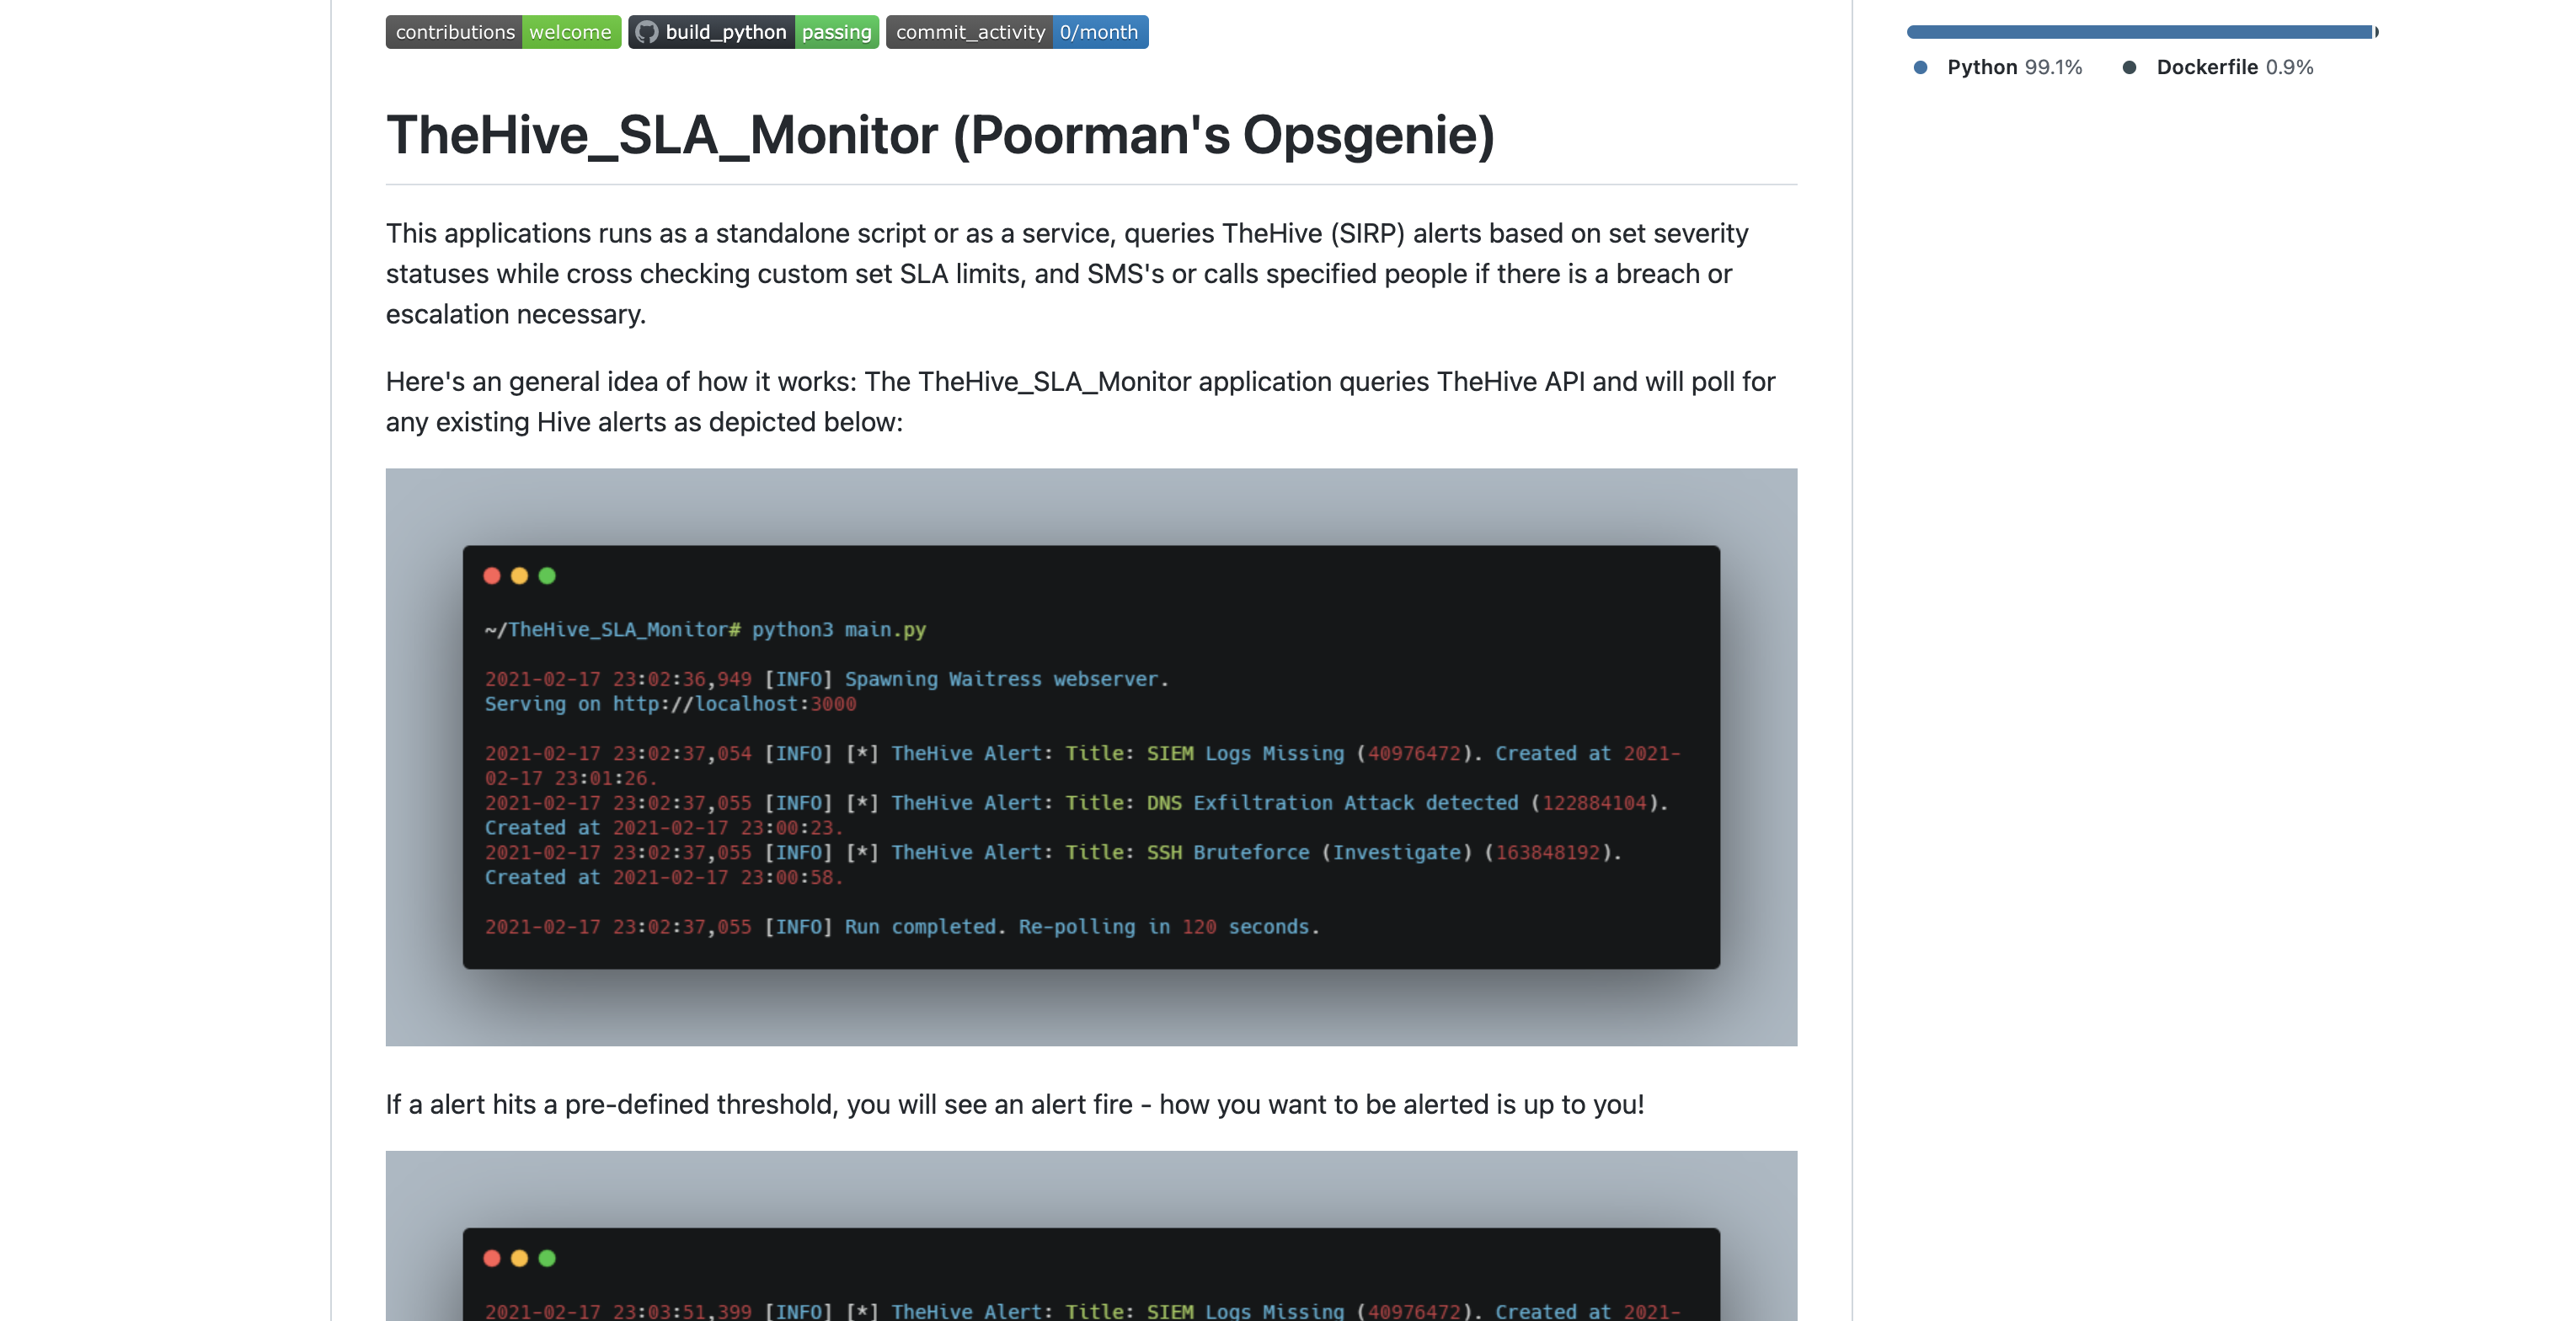 contributions welcome build_python passing commit_activity 0/month
Python 99.1% Dockerfile 0.9%
TheHive_SLA_Monitor (Poorman's Opsgenie)
This applications runs as a standalone script or as a service, queries TheHive (SIRP) alerts based on set severity
statuses while cross checking custom set SLA limits, and SMS's or calls specified people if there is a breach or
escalation necessary.
Here's an general idea of how it works: The TheHive_SLA_Monitor application queries TheHive API and will poll for
any existing Hive alerts as depicted below:
~/TheHive_SLA_Monitor# python3 main.py
2021-02-17 23:02:36,949 [INFO] Spawning Waitress webserver.
Serving on http://localhost:3000
2021-02-17 23:02:37,054 [INFO] [*] TheHive Alert: Title: SIEM Logs Missing (40976472). Created at 2021-
02-17 23:01:26.
2021-02-17 23:02:37,055 [INFO] [*] TheHive Alert: Title: DNS Exfiltration Attack detected (122884104).
Created at 2021-02-17 23:00:23.
2021-02-17 23:02:37,055 [INFO] [*] TheHive Alert: Title: SSH Bruteforce (Investigate) (163848192).
Created at 2021-02-17 23:00:58.
2021-02-17 23:02:37,055 [INFO] Run completed. Re-polling in 120 seconds.
If a alert hits a pre-defined threshold, you will see an alert fire - how you want to be alerted is up to you!
2021-02-17 23:03:51,399 [INFO] [*] TheHive Alert: Title: SIEM Logs Missing (40976472). Created at 2021-